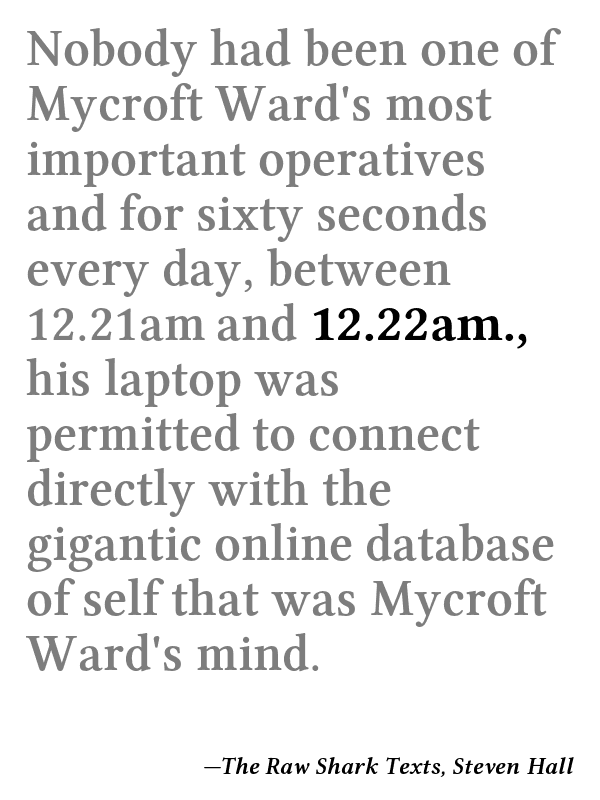 Nobody had been one of
Mycroft Ward's most
important operatives
and for sixty seconds
every day, between
12.21am and 12.22am.,
his laptop was
permitted to connect
directly with the
gigantic online database
of self that was Mycroft
Ward's mind.
—The Raw Shark Texts, Steven Hall